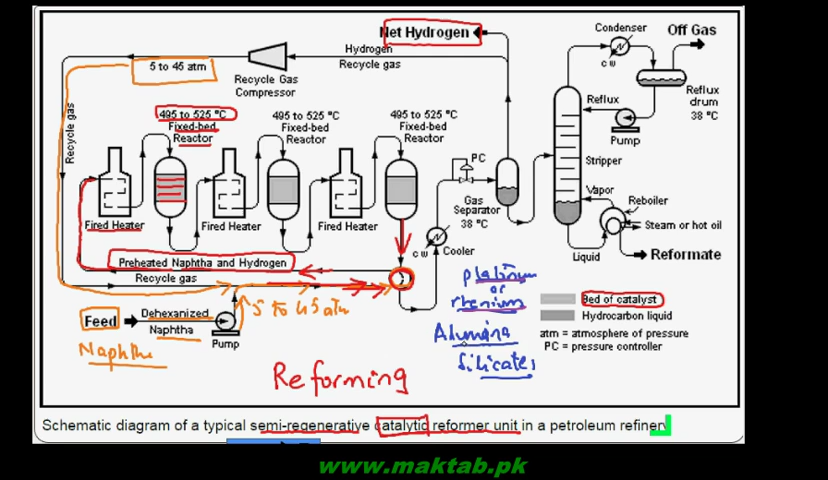 Net Hydrogen
Condenser
Off Gas
c w
Hydrogen
Recycle gas
5 to 45 atm
Recycle Gas
Compressor
Reflux
drum
38 °C
Reflux
Pump
Recycle gas
495 to 525 °C
Fixed-bed
Reactor
495 to 525 °C
Fixed-bed
Reactor
495 to 525 °C
Fixed-bed
Reactor
PC
Stripper
Gas
Separator
38 °C
Vapor
Reboiler
Steam or hot oil
Fired Heater
Fired Heater
Fired Heater
Cooler
c w
Liquid
Reformate
Preheated Naphtha and Hydrogen
Recycle gas
Platinum
or
rhenium
Alumina
Silicates
Bed of catalyst
Hydrocarbon liquid
atm = atmosphere of pressure
PC = pressure controller
Feed
Dehexanized
Naphtha
Pump
5 to 45 atm
Naphtha
Reforming
Schematic diagram of a typical semi-regenerative catalytic reformer unit in a petroleum refinery
www.maktab.pk